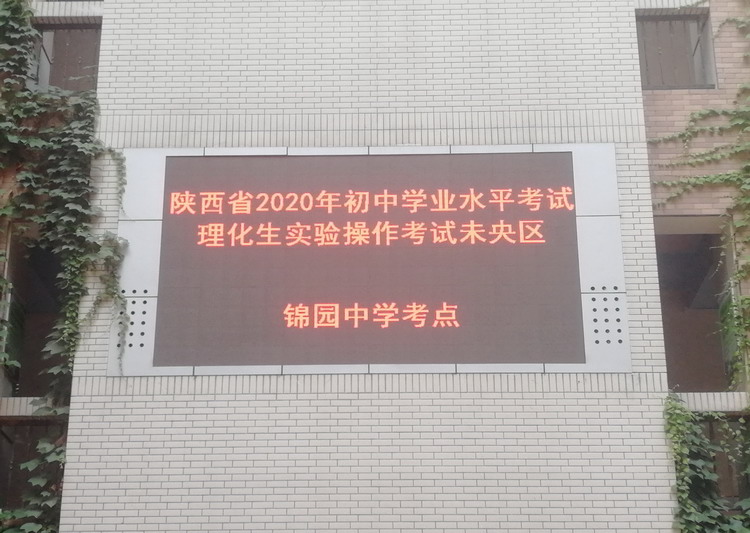 陕西省2020年初中学业水平考试
理化生实验操作考试未央区
锦园中学考点